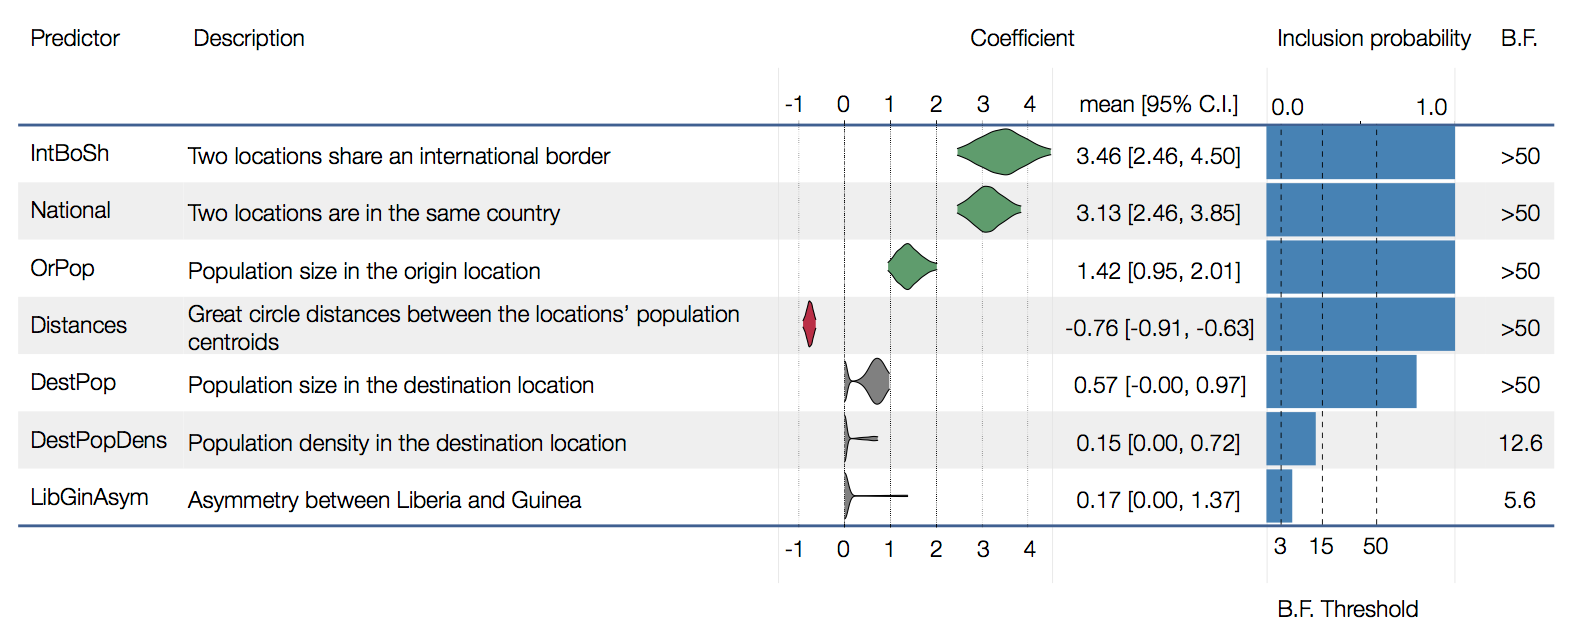 Predictor Description Coefficient Inclusion probability B.F.
-1 0 1 2 3 4 mean [95% C.I.] 0.0 1.0
IntBoSh Two locations share an international border 3.46 [2.46, 4.50] >50
National Two locations are in the same country 3.13 [2.46, 3.85] >50
OrPop Population size in the origin location 1.42 [0.95, 2.01] >50
Distances Great circle distances between the locations’ population
centroids -0.76 [-0.91, -0.63] >50
DestPop Population size in the destination location 0.57 [-0.00, 0.97] >50
DestPopDens Population density in the destination location 0.15 [0.00, 0.72] 12.6
LibGinAsym Asymmetry between Liberia and Guinea 0.17 [0.00, 1.37] 5.6
-1 0 1 2 3 4 3 15 50
B.F. Threshold